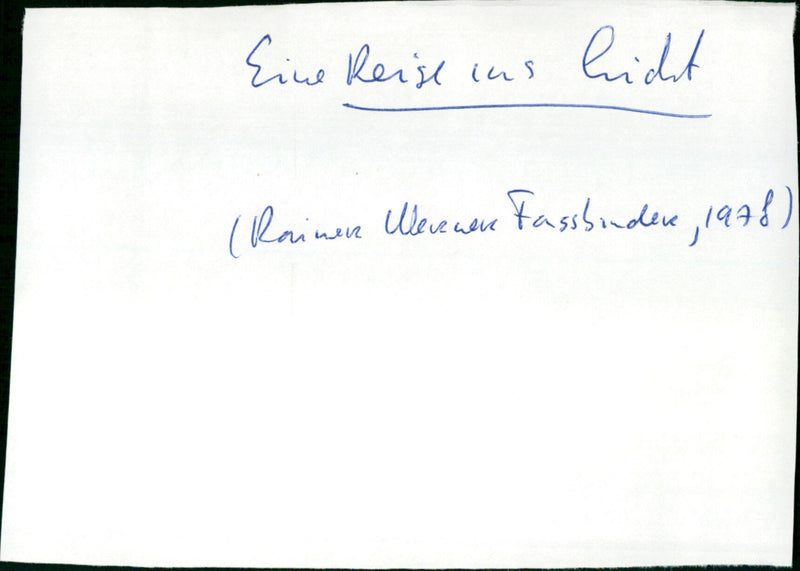 Eine Reise ins Licht
(Rainer Werner Fassbinder, 1978)